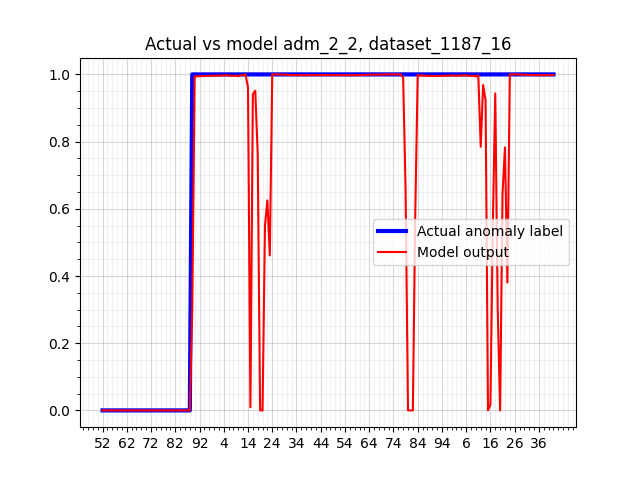 Actual vs model adm_2_2, dataset_1187_16
1.0
0.8
0.6
0.4
0.2
0.0
Actual anomaly label
Model output
52 62 72 82 92 4 14 24 34 44 54 64 74 84 94 6 16 26 36